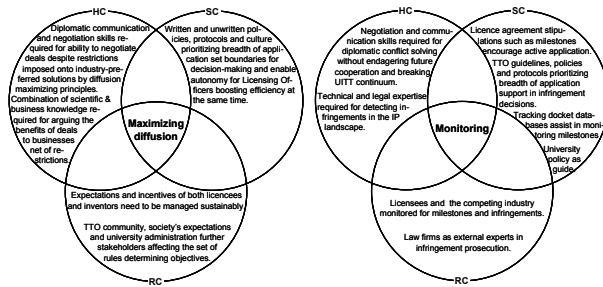 HC
SC
Diplomatic communication
and negotiation skills re-
quired for ability to negotiate
deals despite restrictions
imposed onto industry-pre-
ferred solutions by diffusion
maximizing principles.
Combination of scientific &
business knowledge re-
quired for arguing the
benefits of deals
to businesses
net of re-
strictions.
Written and unwritten pol-
icies, protocols and culture
prioritizing breadth of appli-
cation set boundaries for
decision-making and enable
autonomy for Licensing Of-
ficers boosting efficiency at
the same time.
Maximizing
diffusion
Expectations and incentives of both licencees
and inventors need to be managed sustainably.
TTO community, society's expectations
and university administration further
stakeholders affecting the set of
rules determining objectives.
RC
HC
SC
Negotiation and commu-
nication skills required for
diplomatic conflict solving
without endagering future
cooperation and breaking
UITT continuum.
Technical and legal expertise
required for detecting in-
fringements in the IP
landscape.
Licence agreement stipu-
lations such as milestones
encourage active application.
TTO guidelines, policies
and protocols prioritizing
breadth of application
support in infringement
decisions.
Tracking docket data-
bases assist in moni-
toring milestones
University
policy as
guide.
Monitoring
Licensees and the competing industry
monitored for milestones and infringements.
Law firms as external experts in
infringement prosecution.
RC